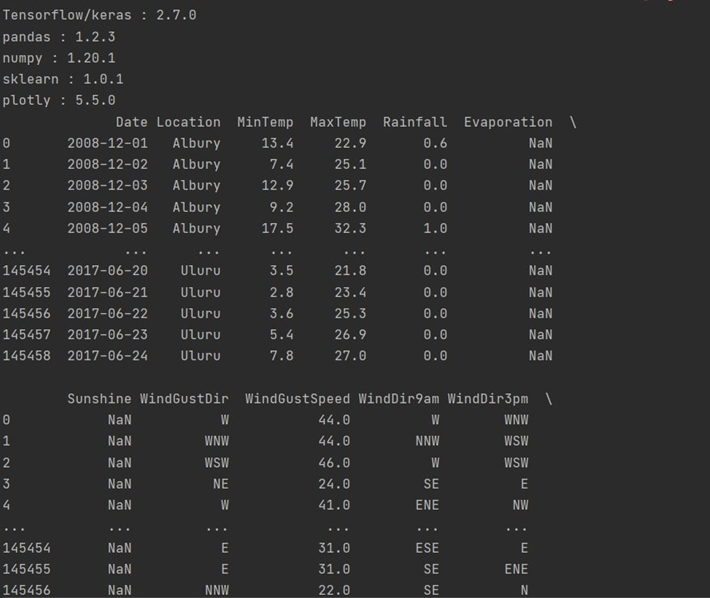 Tensorflow/keras : 2.7.0
pandas : 1.2.3
numpy : 1.20.1
sklearn : 1.0.1
plotly : 5.5.0
Date Location MinTemp MaxTemp Rainfall Evaporation \
0 2008-12-01 Albury 13.4 22.9 0.6 NaN
1 2008-12-02 Albury 7.4 25.1 0.0 NaN
2 2008-12-03 Albury 12.9 25.7 0.0 NaN
3 2008-12-04 Albury 9.2 28.0 0.0 NaN
4 2008-12-05 Albury 17.5 32.3 1.0 NaN
... ... ... ... ... ... ...
145454 2017-06-20 Uluru 3.5 21.8 0.0 NaN
145455 2017-06-21 Uluru 2.8 23.4 0.0 NaN
145456 2017-06-22 Uluru 3.6 25.3 0.0 NaN
145457 2017-06-23 Uluru 5.4 26.9 0.0 NaN
145458 2017-06-24 Uluru 7.8 27.0 0.0 NaN
Sunshine WindGustDir WindGustSpeed WindDir9am WindDir3pm \
0 NaN W 44.0 W WNW
1 NaN WNW 44.0 NNW WSW
2 NaN WSW 46.0 W WSW
3 NaN NE 24.0 SE E
4 NaN W 41.0 ENE NW
... ... ... ... ... ...
145454 NaN E 31.0 ESE E
145455 NaN E 31.0 SE ENE
145456 NaN NNW 22.0 SE N